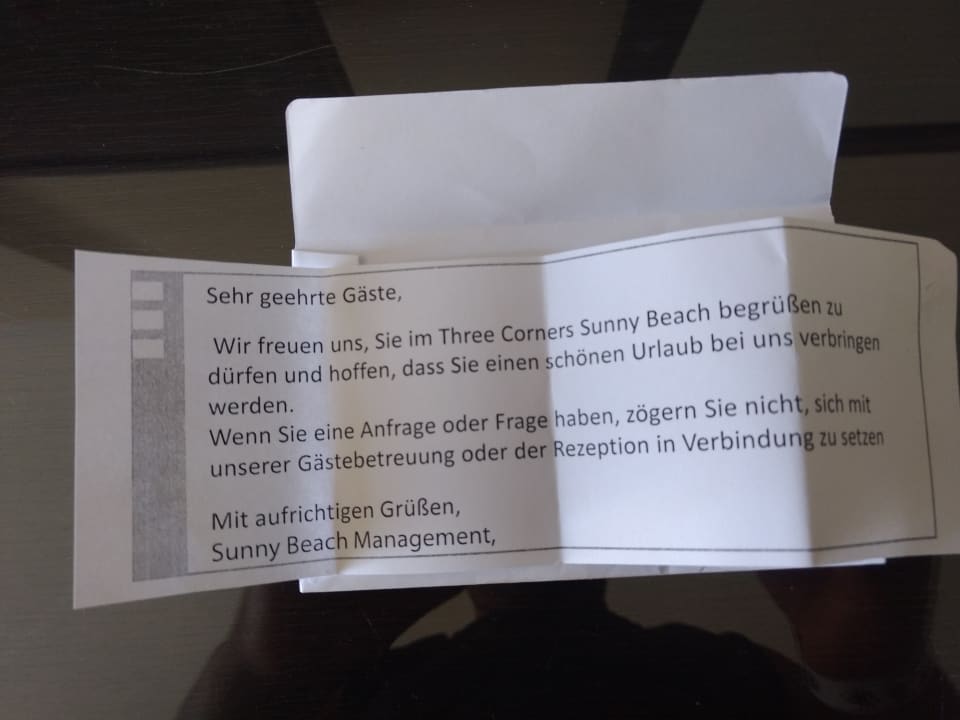 Sehr geehrte Gäste,
Wir freuen uns, Sie im Three Corners Sunny Beach begrüßen zu
dürfen und hoffen, dass Sie einen schönen Urlaub bei uns verbringen
werden.
Wenn Sie eine Anfrage oder Frage haben, zögern Sie nicht, sich mit
unserer Gästebetreuung oder der Rezeption in Verbindung zu setzen
Mit aufrichtigen Grüßen,
Sunny Beach Management,